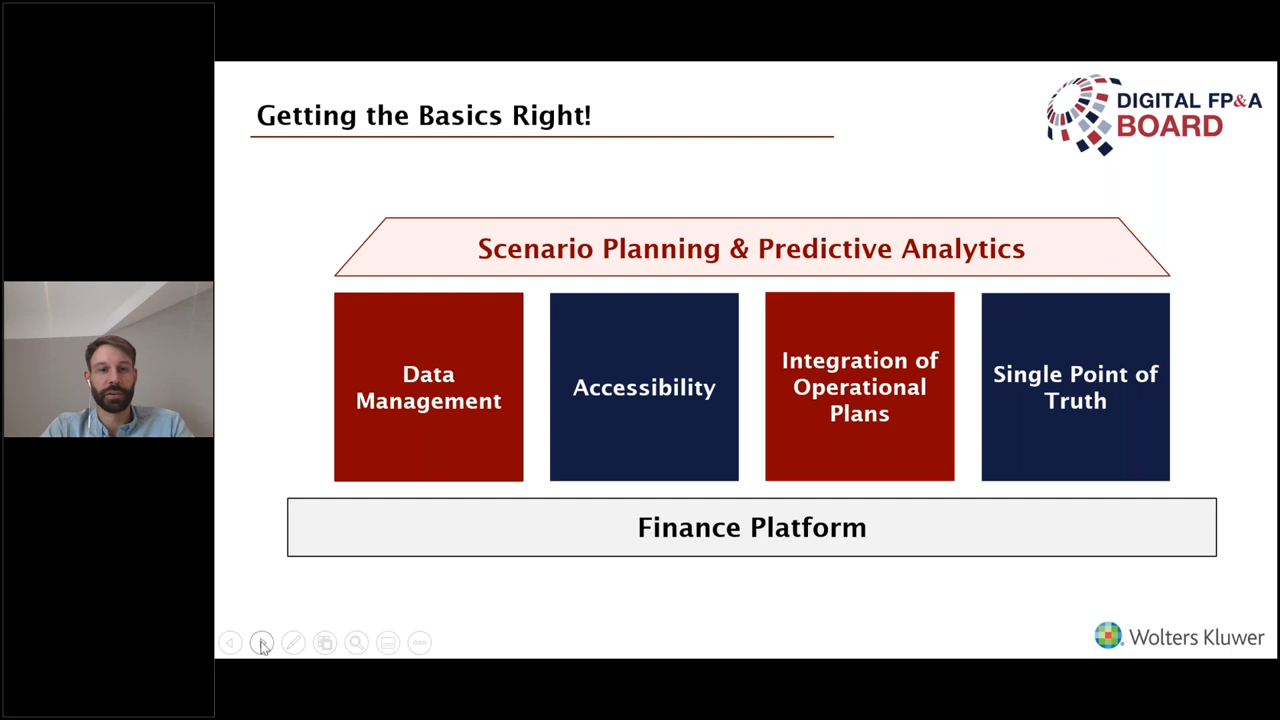 Getting the Basics Right!
DIGITAL FP&A
BOARD
Scenario Planning & Predictive Analytics
Data
Management
Accessibility
Integration of
Operational
Plans
Single Point of
Truth
Finance Platform
Wolters Kluwer